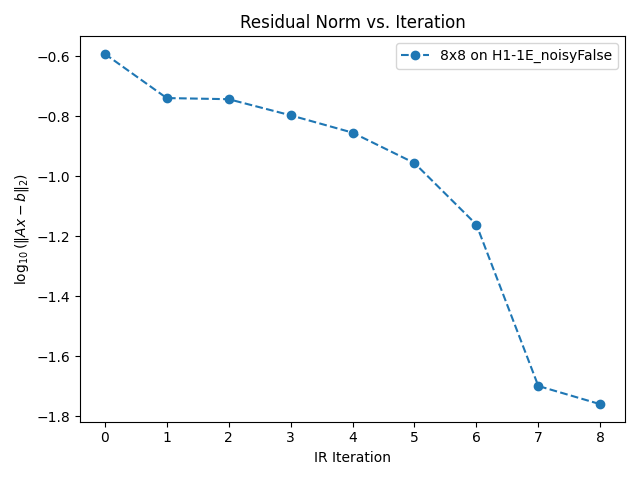 Residual Norm vs. Iteration
8x8 on H1-1E_noisyFalse
−0.6
−0.8
−1.0
−1.2
−1.4
−1.6
−1.8
log₁₀(‖Ax − b‖₂)
0 1 2 3 4 5 6 7 8
IR Iteration